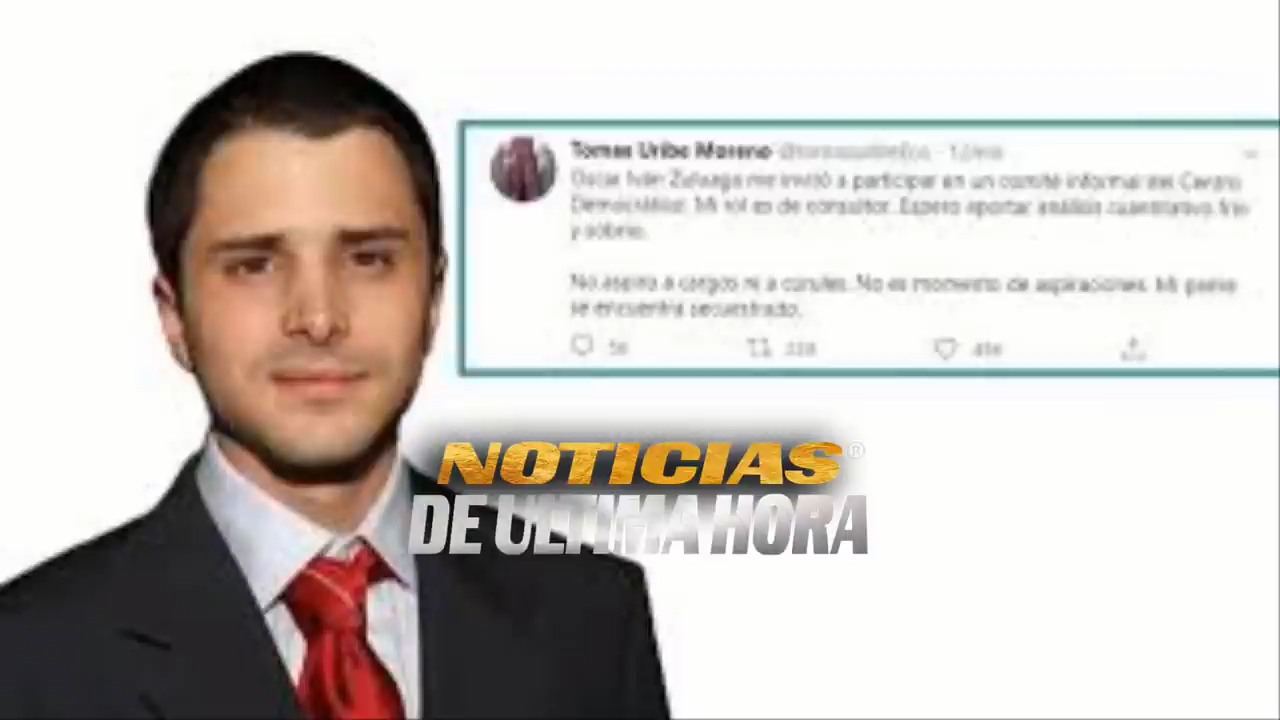 Tomas Uribe Moreno
Oscar Iván Zuluaga me invitó a participar en un comité informal del Centro
Democrático. Mi rol es de consultor. Espero aportar análisis cuantitativo frío
y sobrio.
No aspiro a cargos ni a curules. No es momento de aspiraciones. Mi
se encuentra secuestrado.
NOTICIAS®
DE ULTIMA HORA